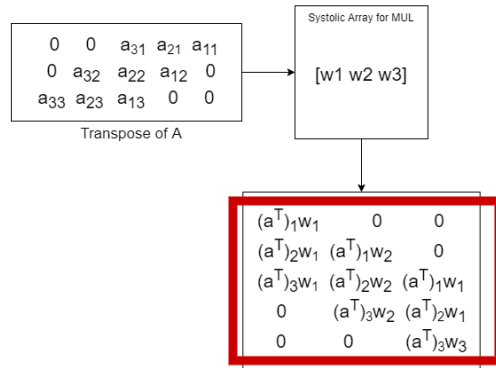 0 0 a₃₁ a₂₁ a₁₁
0 a₃₂ a₂₂ a₁₂ 0
a₃₃ a₂₃ a₁₃ 0 0
Transpose of A
Systolic Array for MUL
[w1 w2 w3]
(aᵀ)₁w₁ 0 0
(aᵀ)₂w₁ (aᵀ)₁w₂ 0
(aᵀ)₃w₁ (aᵀ)₂w₂ (aᵀ)₁w₁
0 (aᵀ)₃w₂ (aᵀ)₂w₁
0 0 (aᵀ)₃w₃